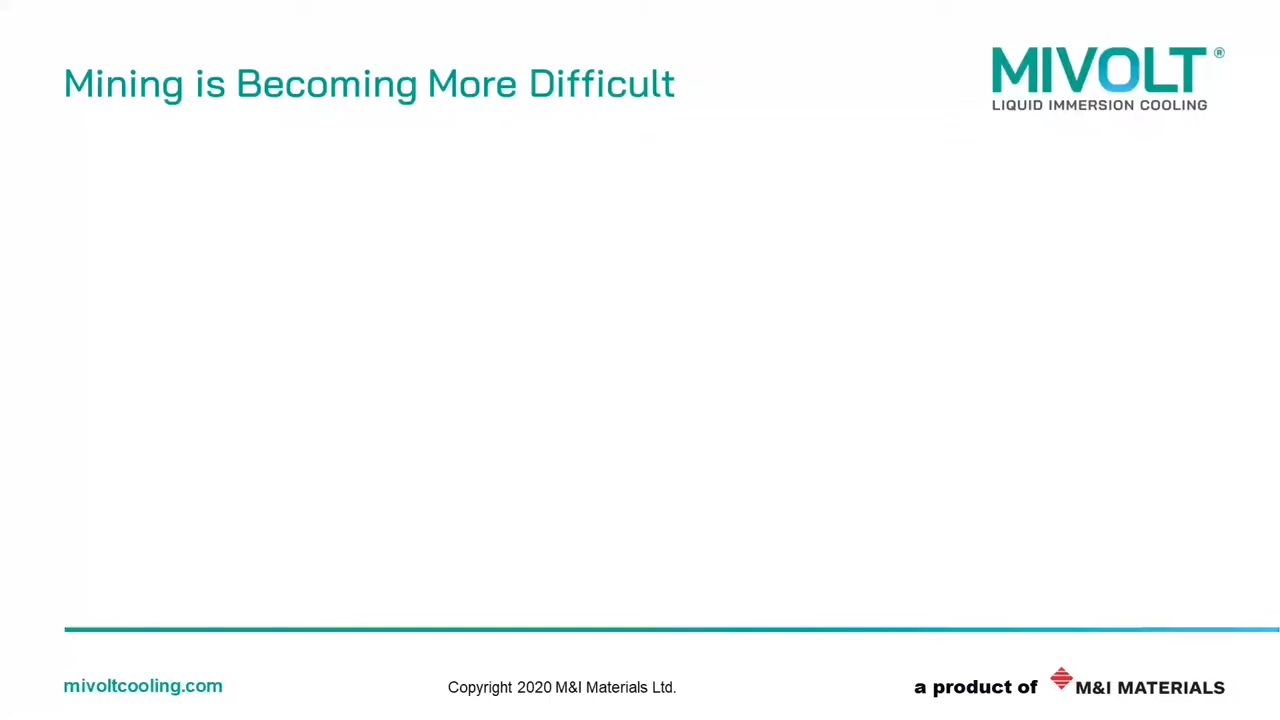 Mining is Becoming More Difficult
MIVOLT®
LIQUID IMMERSION COOLING
mivoltcooling.com
Copyright 2020 M&I Materials Ltd.
a product of M&I MATERIALS